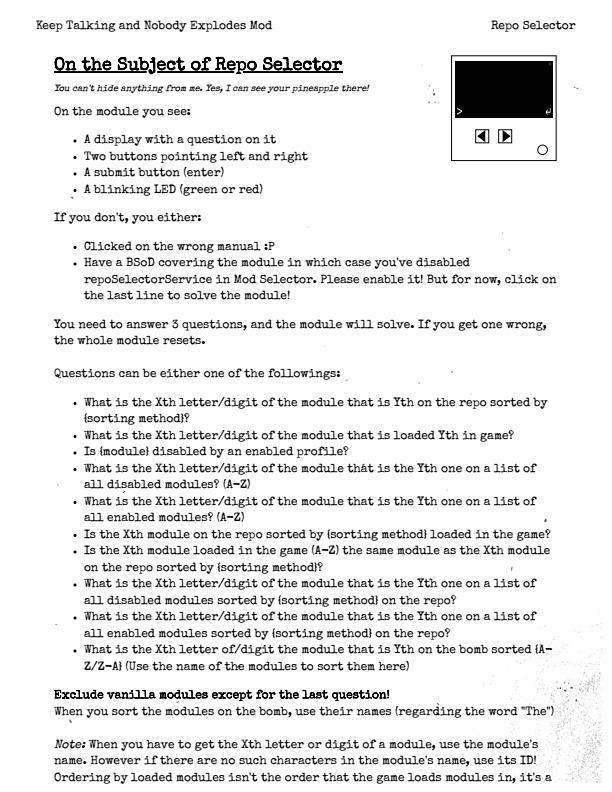 Keep Talking and Nobody Explodes Mod
Repo Selector
On the Subject of Repo Selector
You can't hide anything from me. Yes, I can see your pineapple there!
On the module you see:
• A display with a question on it
• Two buttons pointing left and right
• A submit button (enter)
• A blinking LED (green or red)
If you don't, you either:
• Clicked on the wrong manual :P
• Have a BSoD covering the module in which case you've disabled
repoSelectorService in Mod Selector. Please enable it! But for now, click on
the last line to solve the module!
You need to answer 3 questions, and the module will solve. If you get one wrong,
the whole module resets.
Questions can be either one of the followings:
• What is the Xth letter/digit of the module that is Yth on the repo sorted by
{sorting method}?
• What is the Xth letter/digit of the module that is loaded Yth in game?
• Is {module} disabled by an enabled profile?
• What is the Xth letter/digit of the module that is the Yth one on a list of
all disabled modules? (A-Z)
• What is the Xth letter/digit of the module that is the Yth one on a list of
all enabled modules? (A-Z)
• Is the Xth module on the repo sorted by {sorting method} loaded in the game?
• Is the Xth module loaded in the game (A-Z) the same module as the Xth module
on the repo sorted by {sorting method}?
• What is the Xth letter/digit of the module that is the Yth one on a list of
all disabled modules sorted by {sorting method} on the repo?
• What is the Xth letter/digit of the module that is the Yth one on a list of
all enabled modules sorted by {sorting method} on the repo?
• What is the Xth letter of/digit the module that is Yth on the bomb sorted {A-
Z/Z-A} (Use the name of the modules to sort them here)
Exclude vanilla modules except for the last question!
When you sort the modules on the bomb, use their names (regarding the word "The")
Note: When you have to get the Xth letter or digit of a module, use the module's
name. However if there are no such characters in the module's name, use its ID!
Ordering by loaded modules isn't the order that the game loads modules in, it's a